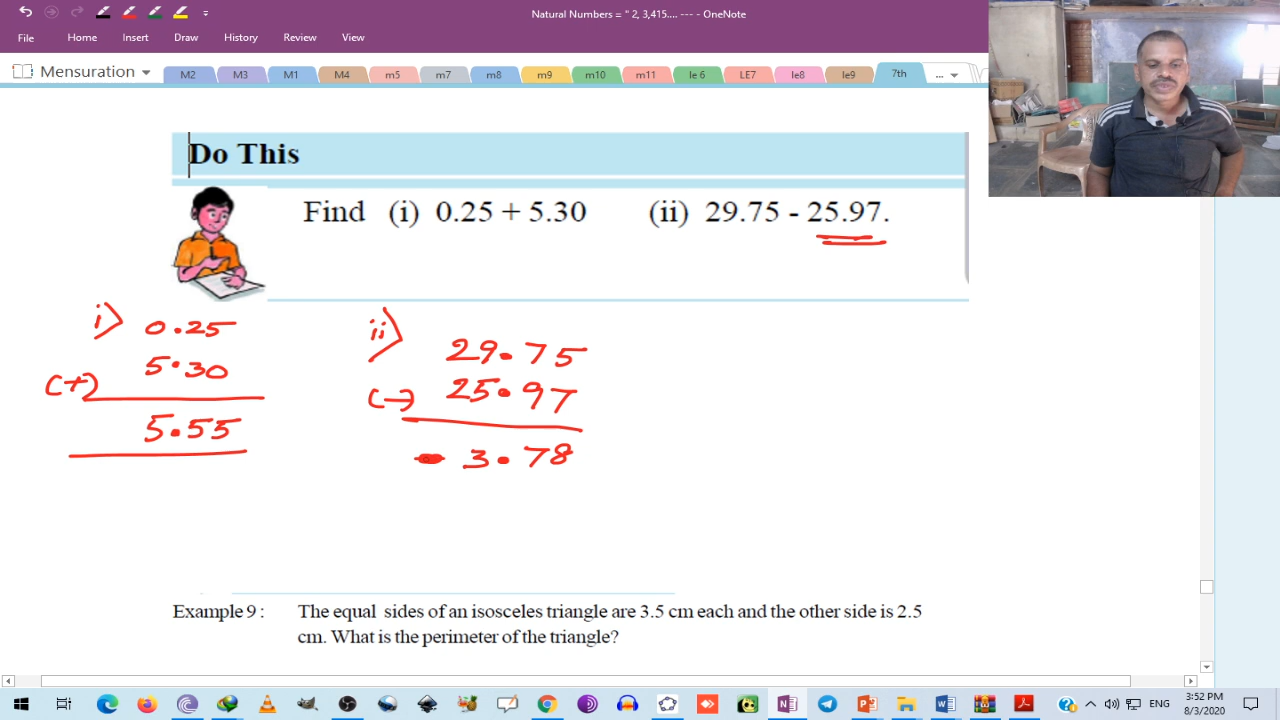 Natural Numbers = " 2, 3,415.... --- - OneNote
File Home Insert Draw History Review View
Mensuration M2 M3 M1 M4 m5 m7 m8 m9 m10 m11 le 6 LE7 le8 le9 7th ...
Do This
Find (i) 0.25 + 5.30 (ii) 29.75 - 25.97.
i) 0.25
5.30
(+)
5.55
ii)
29.75
(-) 25.97
3.78
Example 9 : The equal sides of an isosceles triangle are 3.5 cm each and the other side is 2.5
cm. What is the perimeter of the triangle?
ENG
3:52 PM
8/3/2020